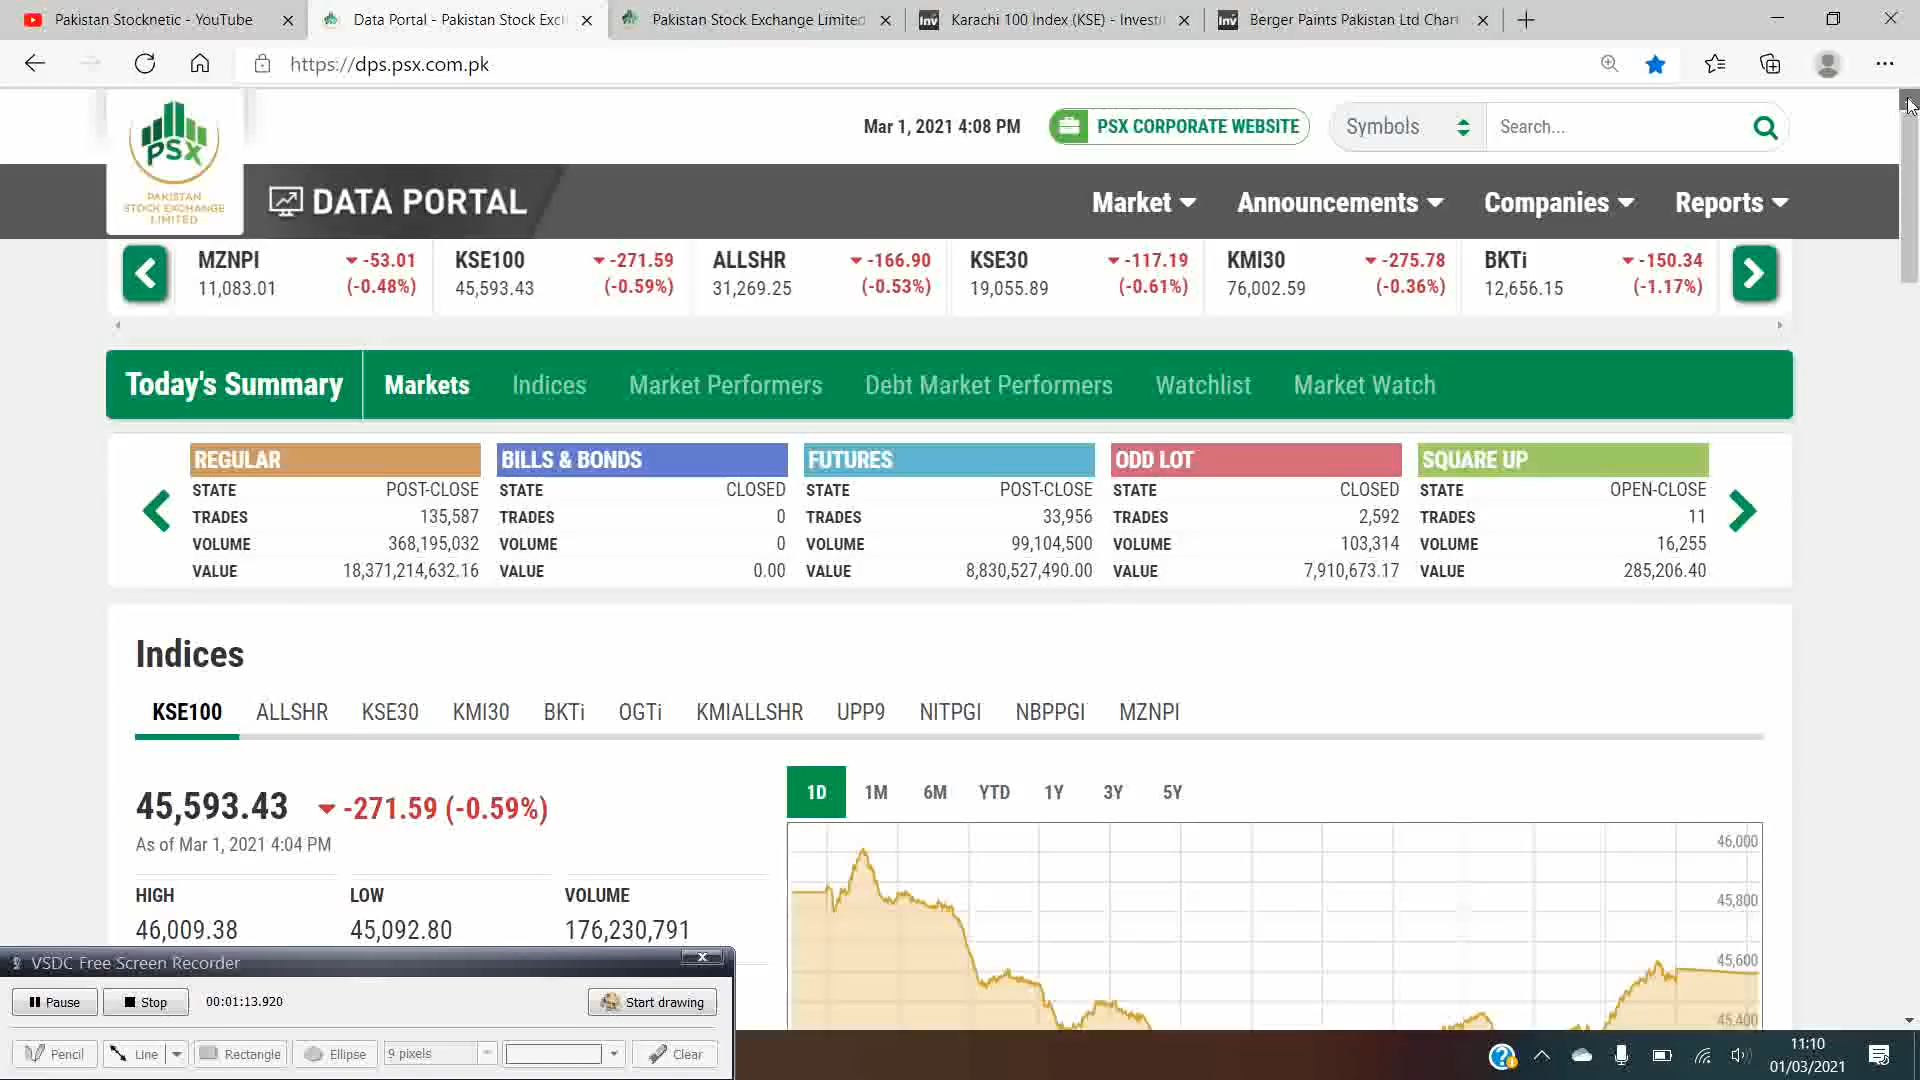 Pakistan Stocknetic - YouTube
Data Portal - Pakistan Stock Exc
Pakistan Stock Exchange Limited
Karachi 100 Index (KSE) - Investi
Berger Paints Pakistan Ltd Chart
https://dps.psx.com.pk
Mar 1, 2021 4:08 PM
PSX CORPORATE WEBSITE
Symbols
Search...
PSX
PAKISTAN
STOCK EXCHANGE
LIMITED
DATA PORTAL
Market
Announcements
Companies
Reports
MZNPI -53.01
11,083.01 (-0.48%)
KSE100 -271.59
45,593.43 (-0.59%)
ALLSHR -166.90
31,269.25 (-0.53%)
KSE30 -117.19
19,055.89 (-0.61%)
KMI30 -275.78
76,002.59 (-0.36%)
BKTi -150.34
12,656.15 (-1.17%)
Today's Summary
Markets
Indices
Market Performers
Debt Market Performers
Watchlist
Market Watch
REGULAR
STATE POST-CLOSE
TRADES 135,587
VOLUME 368,195,032
VALUE 18,371,214,632.16
BILLS & BONDS
STATE CLOSED
TRADES 0
VOLUME 0
VALUE 0.00
FUTURES
STATE POST-CLOSE
TRADES 33,956
VOLUME 99,104,500
VALUE 8,830,527,490.00
ODD LOT
STATE CLOSED
TRADES 2,592
VOLUME 103,314
VALUE 7,910,673.17
SQUARE UP
STATE OPEN-CLOSE
TRADES 11
VOLUME 16,255
VALUE 285,206.40
Indices
KSE100
ALLSHR
KSE30
KMI30
BKTi
OGTi
KMIALLSHR
UPP9
NITPGI
NBPPGI
MZNPI
45,593.43 -271.59 (-0.59%)
As of Mar 1, 2021 4:04 PM
HIGH
46,009.38
LOW
45,092.80
VOLUME
176,230,791
1D 1M 6M YTD 1Y 3Y 5Y
46,000
45,800
45,600
45,400
VSDC Free Screen Recorder
x
Pause
Stop
00:01:13.920
Start drawing
Pencil
Line
Rectangle
Ellipse
9 pixels
Clear
11:10
01/03/2021